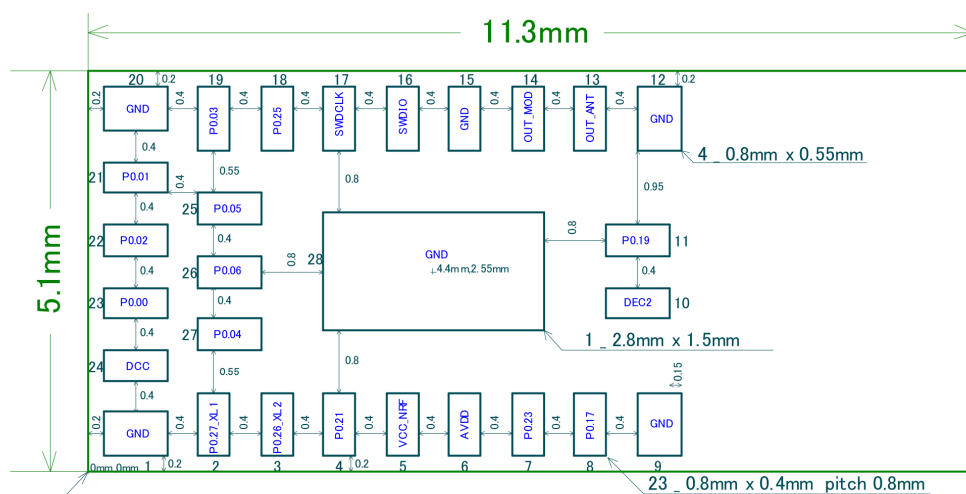 11.3mm
5.1mm
20 0.2 19 18 17 16 15 14 13 12 0.2
0.2 GND 0.4 P0.03 0.4 P0.25 0.4 SWDCLK 0.4 SWDIO 0.4 GND 0.4 OUT_MOD 0.4 OUT_ANT 0.4 GND
4 _ 0.8mm x 0.55mm
0.4
21 P0.01 0.4 0.55 0.8 0.95
25 P0.05
0.4
22 P0.02 0.4 0.8 P0.19 11
0.8 28 GND
26 P0.06 4.4mm,2.55mm
0.4 0.4
23 P0.00 0.4 DEC2 10
0.4 27 P0.04
1 _ 2.8mm x 1.5mm
24 DCC 0.55 0.8 0.15
0.4
0.2 GND 0.4 P0.27_XL1 0.4 P0.26_XL2 0.4 P0.21 0.4 VCC_NRF 0.4 AVDD 0.4 P0.23 0.4 P0.17 0.4 GND
0mm,0mm 1 0.2 2 3 4 0.2 5 6 7 8 9
23 _ 0.8mm x 0.4mm pitch 0.8mm